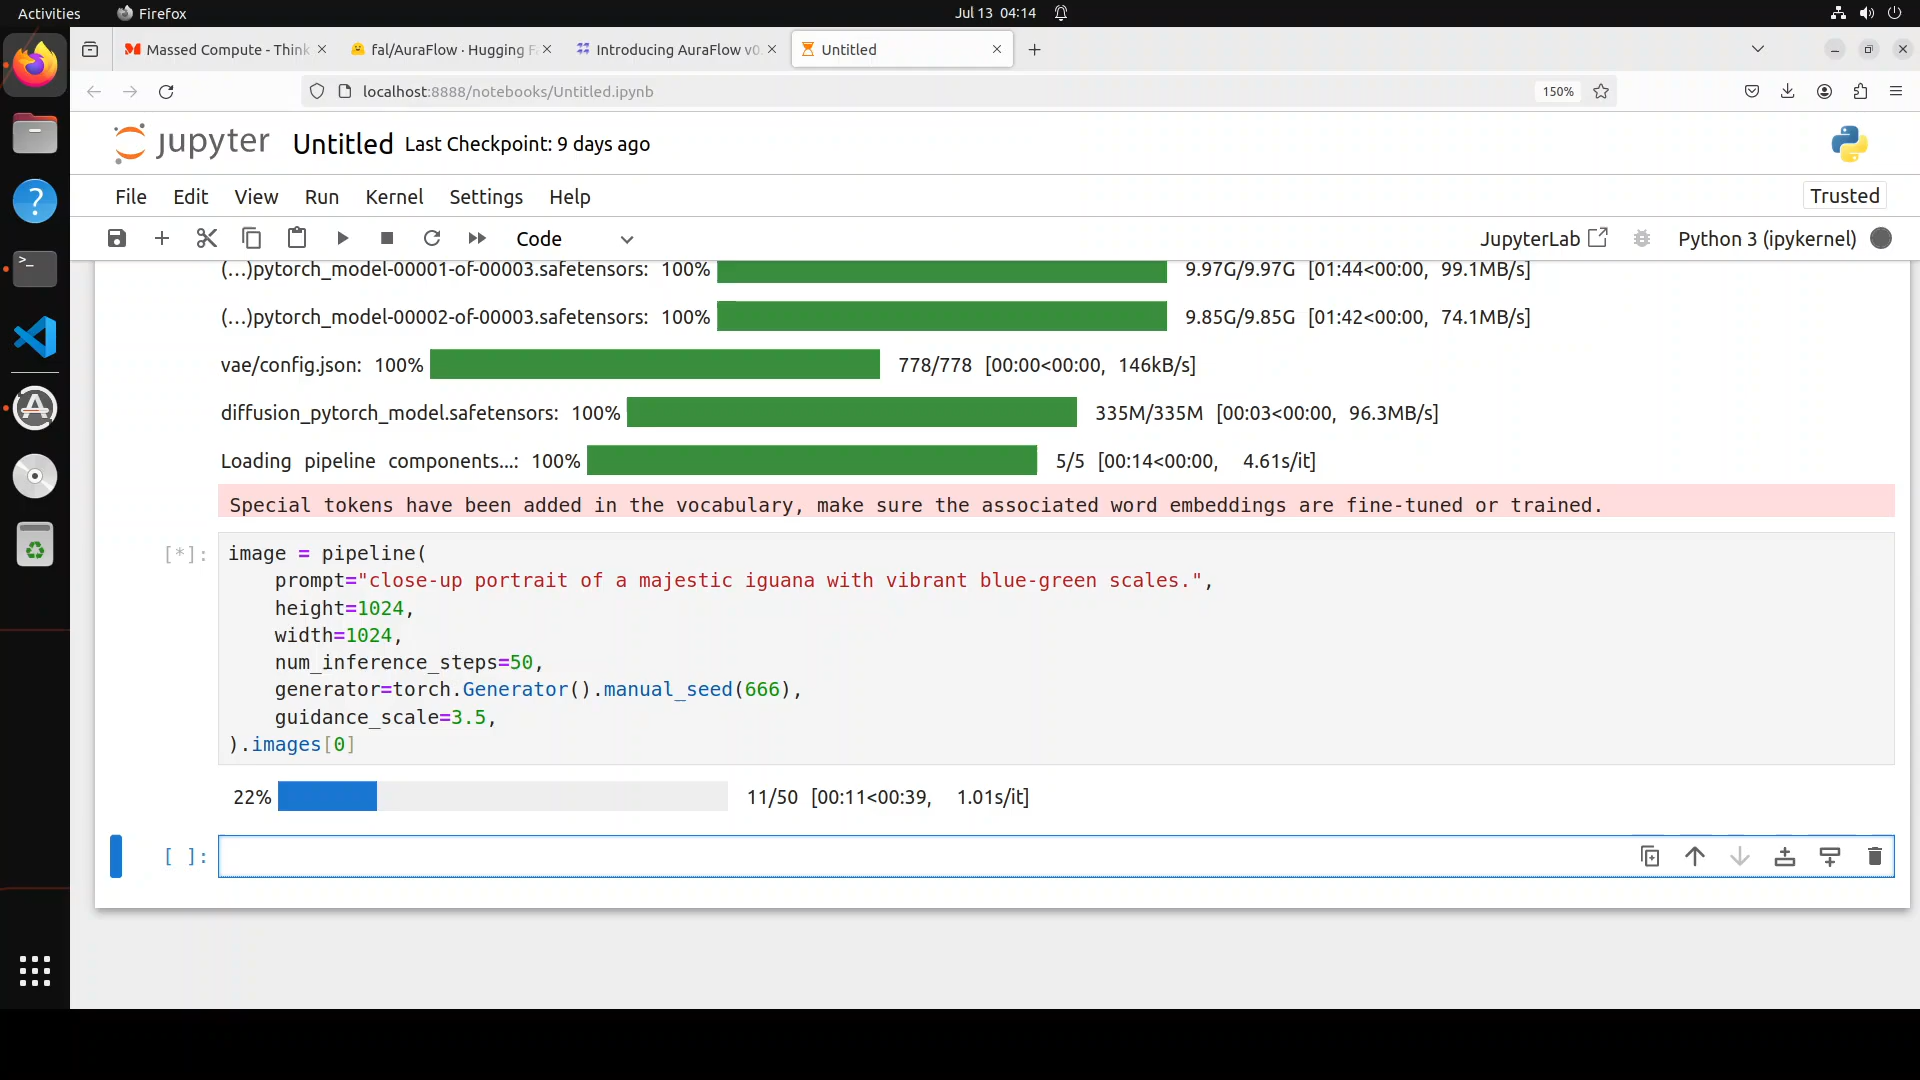 Activities Firefox Jul 13 04:14
Massed Compute - Think fal/AuraFlow · Hugging F Introducing AuraFlow v0. Untitled
localhost:8888/notebooks/Untitled.ipynb 150%
jupyter Untitled Last Checkpoint: 9 days ago
File Edit View Run Kernel Settings Help Trusted
Code JupyterLab Python 3 (ipykernel)
(...)pytorch_model-00001-of-00003.safetensors: 100% 9.97G/9.97G [01:44<00:00, 99.1MB/s]
(...)pytorch_model-00002-of-00003.safetensors: 100% 9.85G/9.85G [01:42<00:00, 74.1MB/s]
vae/config.json: 100% 778/778 [00:00<00:00, 146kB/s]
diffusion_pytorch_model.safetensors: 100% 335M/335M [00:03<00:00, 96.3MB/s]
Loading pipeline components...: 100% 5/5 [00:14<00:00, 4.61s/it]
Special tokens have been added in the vocabulary, make sure the associated word embeddings are fine-tuned or trained.
[*]: image = pipeline(
prompt="close-up portrait of a majestic iguana with vibrant blue-green scales.",
height=1024,
width=1024,
num_inference_steps=50,
generator=torch.Generator().manual_seed(666),
guidance_scale=3.5,
).images[0]
22% 11/50 [00:11<00:39, 1.01s/it]
[ ]: